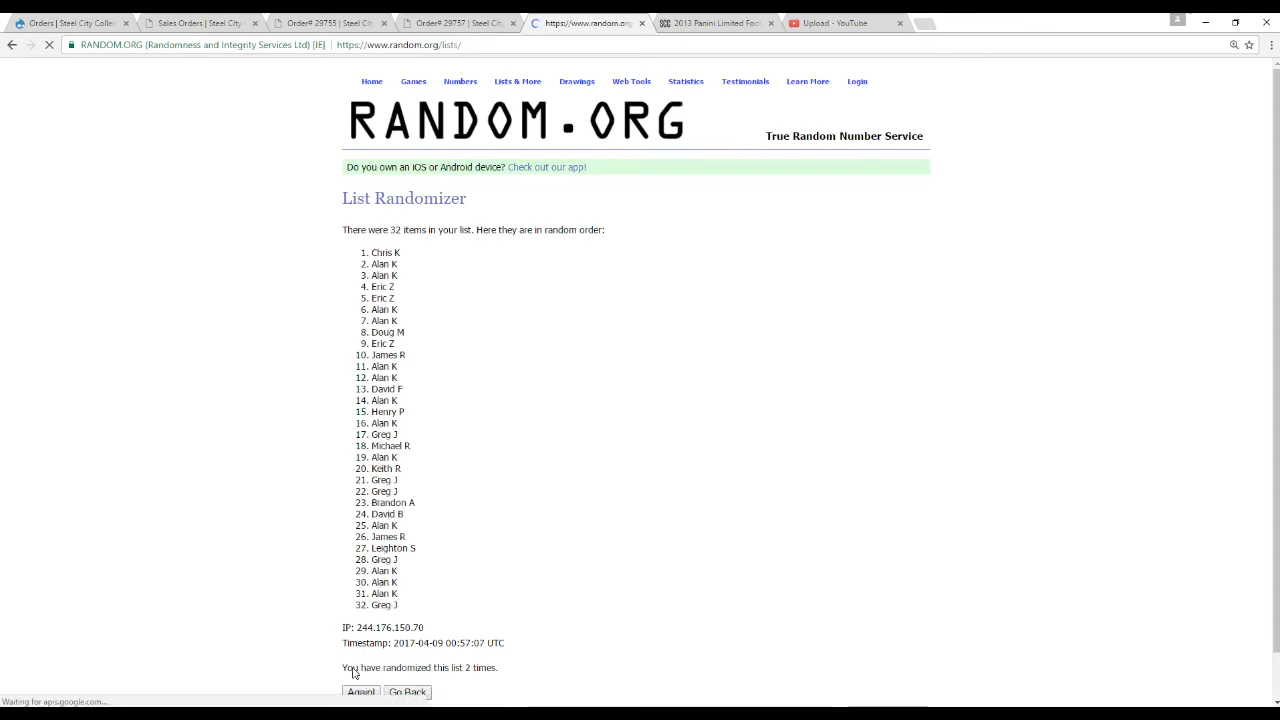 Orders | Steel City Collec
Sales Orders | Steel City
Order# 29755 | Steel City
Order# 29757 | Steel City
https://www.random.org
2013 Panini Limited Foot
Upload - YouTube
RANDOM.ORG (Randomness and Integrity Services Ltd) [IE] | https://www.random.org/lists/
Home Games Numbers Lists & More Drawings Web Tools Statistics Testimonials Learn More Login
RANDOM.ORG
True Random Number Service
Do you own an iOS or Android device? Check out our app!
List Randomizer
There were 32 items in your list. Here they are in random order:
1. Chris K
2. Alan K
3. Alan K
4. Eric Z
5. Eric Z
6. Alan K
7. Alan K
8. Doug M
9. Eric Z
10. James R
11. Alan K
12. Alan K
13. David F
14. Alan K
15. Henry P
16. Alan K
17. Greg J
18. Michael R
19. Alan K
20. Keith R
21. Greg J
22. Greg J
23. Brandon A
24. David B
25. Alan K
26. James R
27. Leighton S
28. Greg J
29. Alan K
30. Alan K
31. Alan K
32. Greg J
IP: 244.176.150.70
Timestamp: 2017-04-09 00:57:07 UTC
You have randomized this list 2 times.
Again! Go Back
Waiting for apis.google.com...